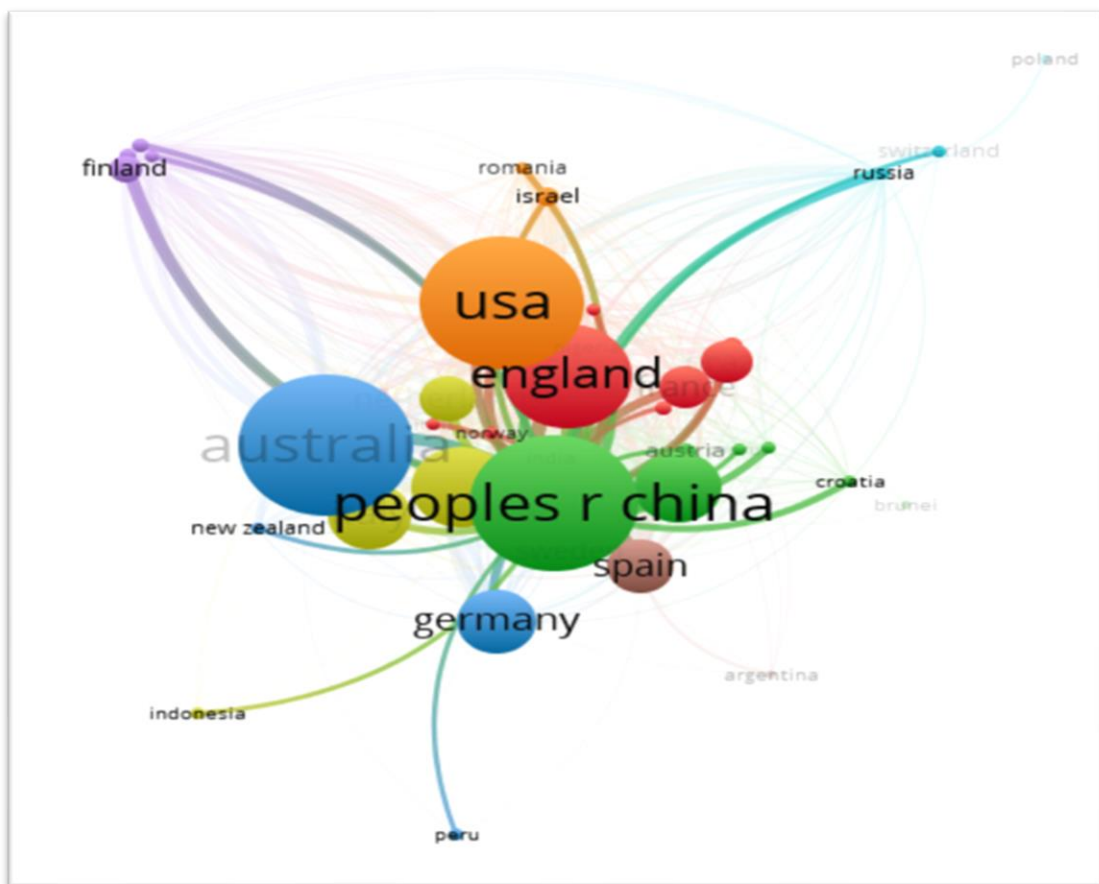 poland
switzerland
finland
romania
russia
israel
usa
england
norway
australia
austria
croatia
peoples r china
brunei
new zealand
spain
germany
argentina
indonesia
peru